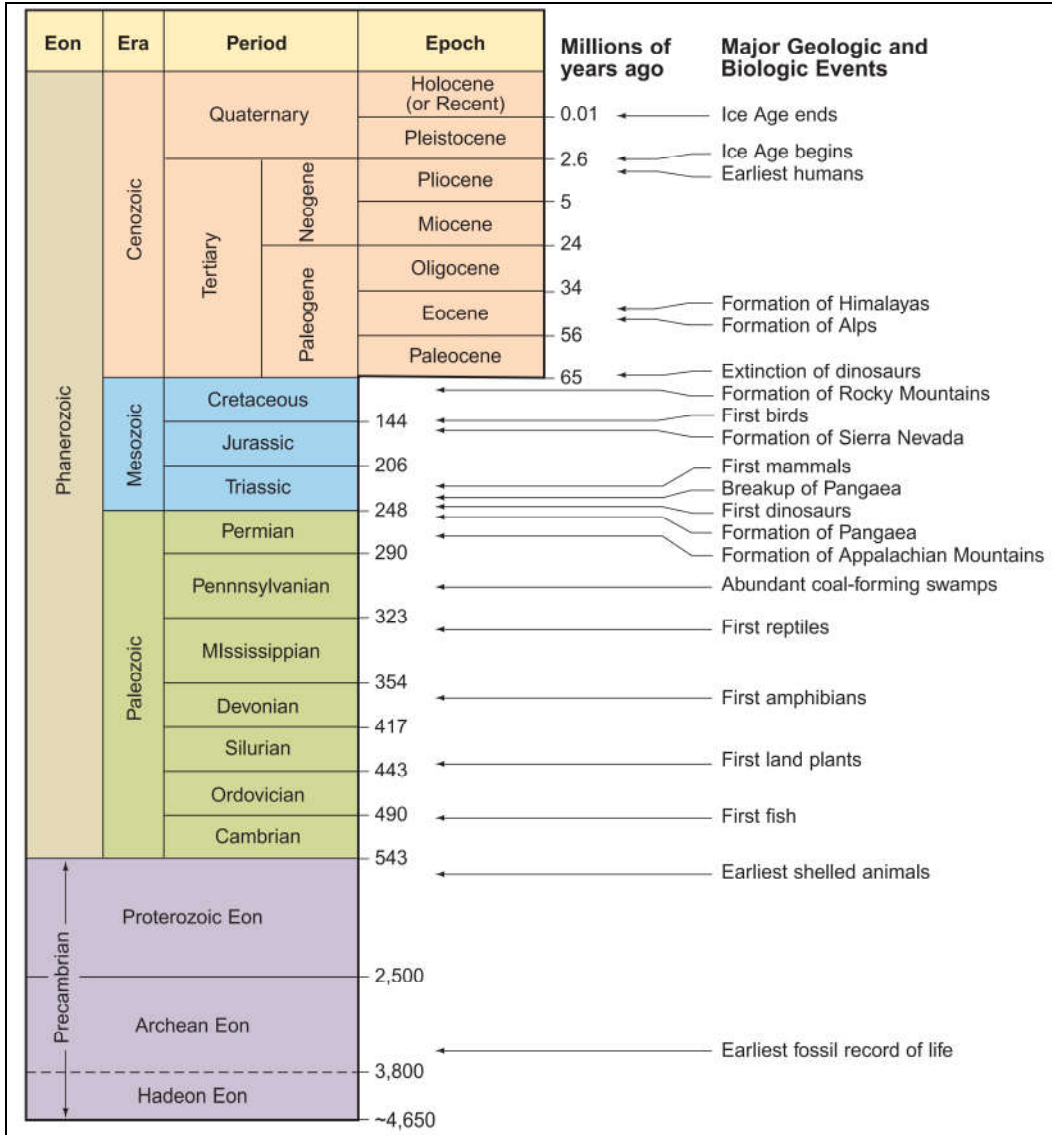 Eon
Era
Period
Epoch
Millions of
years ago
Major Geologic and
Biologic Events
Phanerozoic
Cenozoic
Quaternary
Holocene
(or Recent)
0.01
Ice Age ends
Pleistocene
2.6
Ice Age begins
Earliest humans
Tertiary
Neogene
Pliocene
5
Miocene
24
Paleogene
Oligocene
34
Eocene
Formation of Himalayas
Formation of Alps
56
Paleocene
65
Extinction of dinosaurs
Mesozoic
Cretaceous
Formation of Rocky Mountains
144
First birds
Jurassic
Formation of Sierra Nevada
206
Triassic
First mammals
Breakup of Pangaea
248
First dinosaurs
Paleozoic
Permian
Formation of Pangaea
Formation of Appalachian Mountains
290
Pennnsylvanian
Abundant coal-forming swamps
323
First reptiles
MIssissippian
354
Devonian
First amphibians
417
Silurian
First land plants
443
Ordovician
490
First fish
Cambrian
543
Earliest shelled animals
Precambrian
Proterozoic Eon
2,500
Archean Eon
Earliest fossil record of life
3,800
Hadeon Eon
~4,650